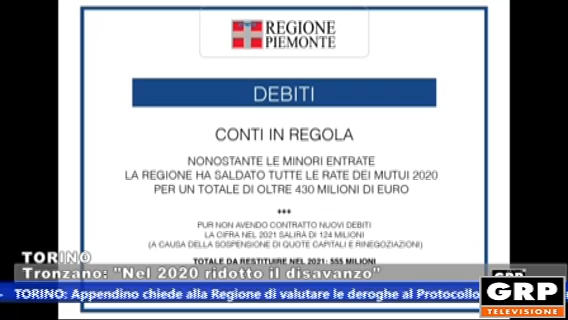 REGIONE
PIEMONTE
DEBITI
CONTI IN REGOLA
NONOSTANTE LE MINORI ENTRATE
LA REGIONE HA SALDATO TUTTE LE RATE DEI MUTUI 2020
PER UN TOTALE DI OLTRE 430 MILIONI DI EURO
***
PUR NON AVENDO CONTRATTO NUOVI DEBITI
LA CIFRA NEL 2021 SALIRÀ DI 124 MILIONI
(A CAUSA DELLA SOSPENSIONE DI QUOTE CAPITALI E RINEGOZIAZIONI)
TOTALE DA RESTITUIRE NEL 2021: 555 MILIONI
TORINO
Tronzano: "Nel 2020 ridotto il disavanzo"
GRP
TORINO: Appendino chiede alla Regione di valutare le deroghe al Protocollo
GRP
TELEVISIONE